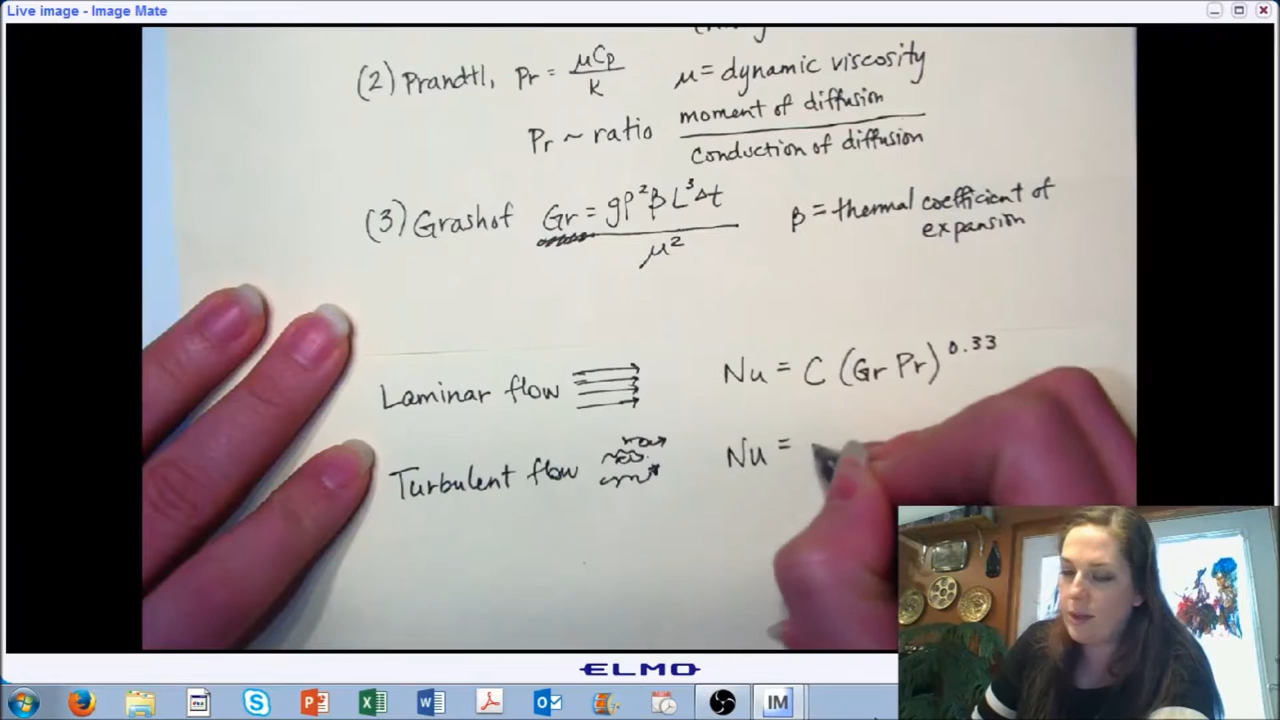 Live image - Image Mate
(2) Prandtl, Pr = μCp / k
μ = dynamic viscosity
Pr ~ ratio moment of diffusion / conduction of diffusion
(3) Grashof Gr = gρ²βL³Δt / μ²
β = thermal coefficient of
expansion
Laminar flow
Nu = C (Gr Pr)^0.33
Turbulent flow
Nu =
ELMO
IM